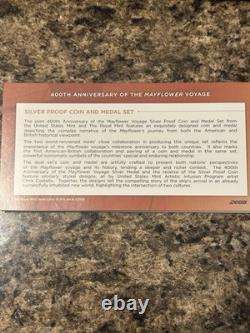 400TH ANNIVERSARY OF THE MAYFLOWER VOYAGE
SILVER PROOF COIN AND MEDAL SET
The joint 400th Anniversary of the Mayflower Voyage Silver Proof Coin and Medal Set from
the United States Mint and The Royal Mint features an exquisitely designed coin and medal
depicting the complex narrative of the Mayflower's journey from both the American and
British historical viewpoint.
The two world-renowned mints' close collaboration in producing this unique set reflects the
importance of the Mayflower voyage's milestone anniversary to both countries. It also marks
the first American-British collaboration and pairing of a coin and medal in the same set,
powerful numismatic symbols of the countries' special and enduring relationship.
The dual set's coin and medal are artfully crafted to present both nations' perspectives
of the Mayflower voyage and its history, lending a deeper and richer context. The 400th
Anniversary of the Mayflower Voyage Silver Medal and the reverse of the Silver Proof Coin
feature similarly styled designs, all by United States Mint Artistic Infusion Program artist
Chris Costello. Together, the designs tell the compelling story of the ship's arrival in an already
successfully inhabited new world, highlighting the intersection of two cultures.